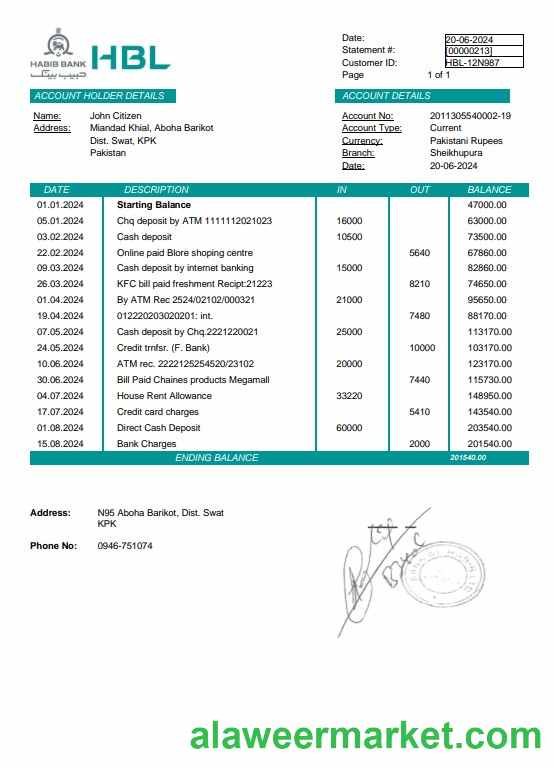 HABIB BANK HBL
حبیب بینک
Date: 20-06-2024
Statement #: [00000213]
Customer ID: HBL-12N987
Page 1 of 1
ACCOUNT HOLDER DETAILS
Name: John Citizen
Address: Miandad Khial, Aboha Barikot
Dist. Swat, KPK
Pakistan
ACCOUNT DETAILS
Account No: 2011305540002-19
Account Type: Current
Currency: Pakistani Rupees
Branch: Sheikhupura
Date: 20-06-2024
DATE DESCRIPTION IN OUT BALANCE
01.01.2024 Starting Balance 47000.00
05.01.2024 Chq deposit by ATM 1111112021023 16000 63000.00
03.02.2024 Cash deposit 10500 73500.00
22.02.2024 Online paid Blore shoping centre 5640 67860.00
09.03.2024 Cash deposit by internet banking 15000 82860.00
26.03.2024 KFC bill paid freshment Recipt:21223 8210 74650.00
01.04.2024 By ATM Rec 2524/02102/000321 21000 95650.00
19.04.2024 012220203020201: int. 7480 88170.00
07.05.2024 Cash deposit by Chq.2221220021 25000 113170.00
24.05.2024 Credit trnfsr. (F. Bank) 10000 103170.00
10.06.2024 ATM rec. 2222125254520/23102 20000 123170.00
30.06.2024 Bill Paid Chaines products Megamall 7440 115730.00
04.07.2024 House Rent Allowance 33220 148950.00
17.07.2024 Credit card charges 5410 143540.00
01.08.2024 Direct Cash Deposit 60000 203540.00
15.08.2024 Bank Charges 2000 201540.00
ENDING BALANCE 201540.00
Address: N95 Aboha Barikot, Dist. Swat
KPK
Phone No: 0946-751074
alaweermarket.com